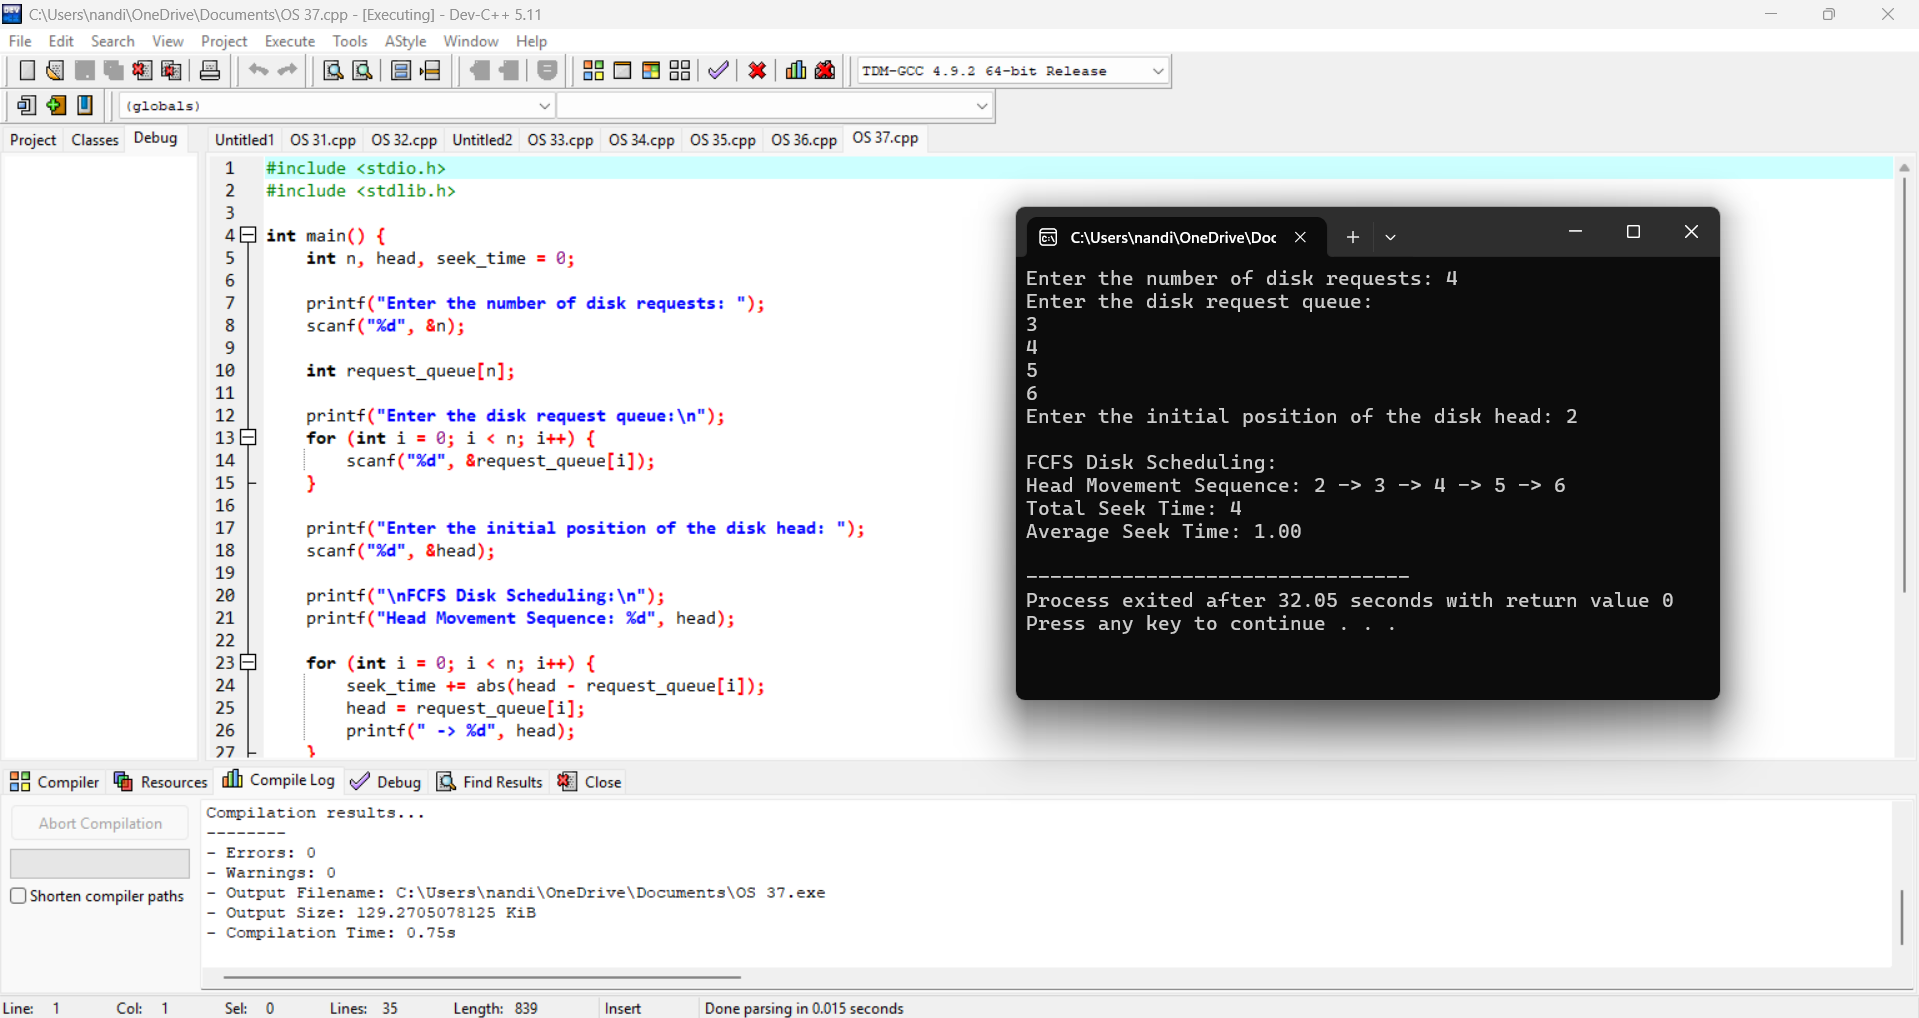 C:\Users\nandi\OneDrive\Documents\OS 37.cpp - [Executing] - Dev-C++ 5.11
File Edit Search View Project Execute Tools AStyle Window Help
TDM-GCC 4.9.2 64-bit Release
(globals)
Project Classes Debug
Untitled1 OS 31.cpp OS 32.cpp Untitled2 OS 33.cpp OS 34.cpp OS 35.cpp OS 36.cpp OS 37.cpp
1 #include <stdio.h>
2 #include <stdlib.h>
3
4 int main() {
5 int n, head, seek_time = 0;
6
7 printf("Enter the number of disk requests: ");
8 scanf("%d", &n);
9
10 int request_queue[n];
11
12 printf("Enter the disk request queue:\n");
13 for (int i = 0; i < n; i++) {
14 scanf("%d", &request_queue[i]);
15 }
16
17 printf("Enter the initial position of the disk head: ");
18 scanf("%d", &head);
19
20 printf("\nFCFS Disk Scheduling:\n");
21 printf("Head Movement Sequence: %d", head);
22
23 for (int i = 0; i < n; i++) {
24 seek_time += abs(head - request_queue[i]);
25 head = request_queue[i];
26 printf(" -> %d", head);
27 }
C:\Users\nandi\OneDrive\Doc
Enter the number of disk requests: 4
Enter the disk request queue:
3
4
5
6
Enter the initial position of the disk head: 2
FCFS Disk Scheduling:
Head Movement Sequence: 2 -> 3 -> 4 -> 5 -> 6
Total Seek Time: 4
Average Seek Time: 1.00
--------------------------------
Process exited after 32.05 seconds with return value 0
Press any key to continue . . .
Compiler Resources Compile Log Debug Find Results Close
Abort Compilation
Shorten compiler paths
Compilation results...
--------
- Errors: 0
- Warnings: 0
- Output Filename: C:\Users\nandi\OneDrive\Documents\OS 37.exe
- Output Size: 129.2705078125 KiB
- Compilation Time: 0.75s
Line: 1 Col: 1 Sel: 0 Lines: 35 Length: 839 Insert Done parsing in 0.015 seconds